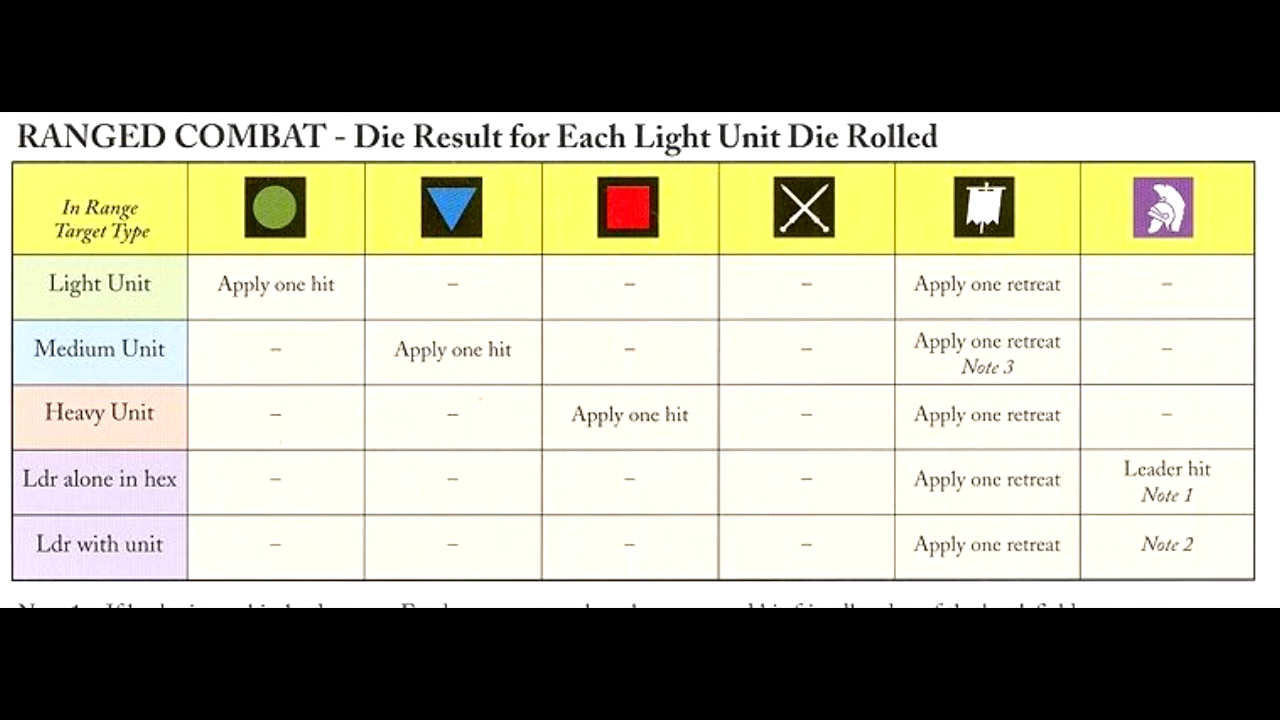 RANGED COMBAT - Die Result for Each Light Unit Die Rolled
In Range
Target Type
Light Unit Apply one hit – – – Apply one retreat –
Medium Unit – Apply one hit – – Apply one retreat Note 3 –
Heavy Unit – – Apply one hit – Apply one retreat –
Ldr alone in hex – – – – Apply one retreat Leader hit Note 1
Ldr with unit – – – – Apply one retreat Note 2